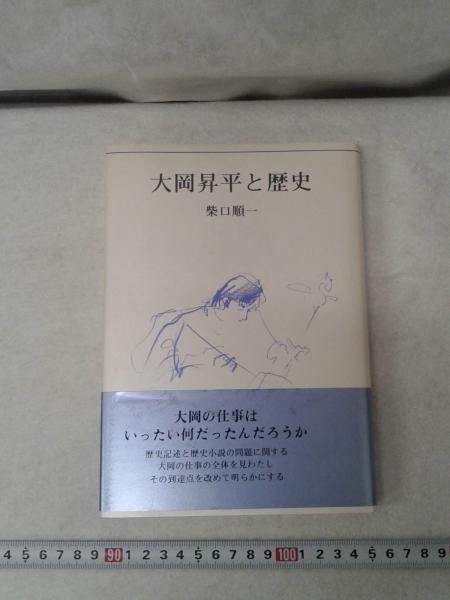 大岡昇平と歴史
柴口順一
大岡の仕事は
いったい何だったんだろうか
歴史記述と歴史小説の問題に関する
大岡の仕事の全体を見わたし
その到達点を改めて明らかにする
4 5 6 7 8 9 90 1 2 3 4 5 6 7 8 9 100 1 2 3 4 5 6 7 8 9